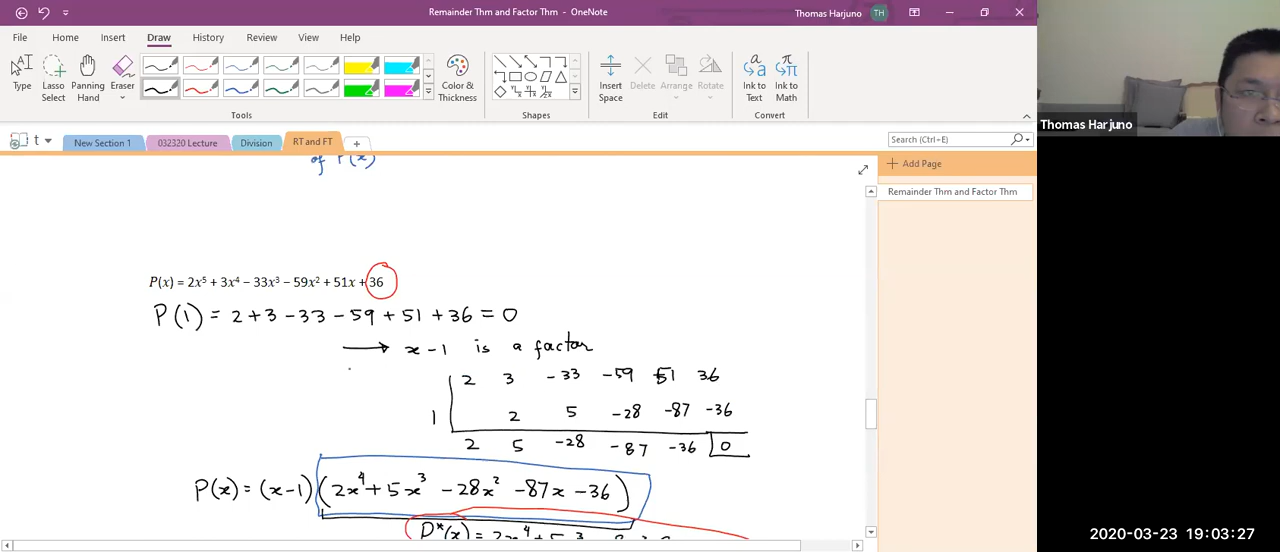 Remainder Thm and Factor Thm - OneNote
Thomas Harjuno TH
File Home Insert Draw History Review View Help
Type Lasso Select Panning Hand Eraser Color & Thickness Insert Space Delete Arrange Rotate Ink to Text Ink to Math Convert
Tools Shapes Edit Convert
t New Section 1 032320 Lecture Division RT and FT + Search (Ctrl+E)
Thomas Harjuno
+ Add Page
Remainder Thm and Factor Thm
of P(x)
P(x) = 2x⁵ + 3x⁴ − 33x³ − 59x² + 51x + 36
P(1) = 2 + 3 - 33 - 59 + 51 + 36 = 0
→ x - 1 is a factor
2 3 -33 -59 51 36
1 2 5 -28 -87 -36
2 5 -28 -87 -36 0
P(x) = (x-1)(2x⁴ + 5x³ - 28x² - 87x - 36)
P*(x) = 2x⁴ + 5x³
2020-03-23 19:03:27